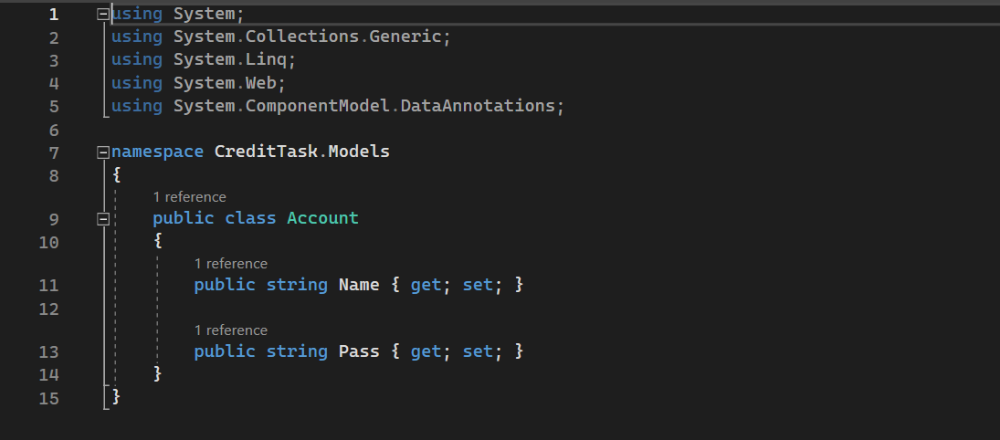 1 using System;
2 using System.Collections.Generic;
3 using System.Linq;
4 using System.Web;
5 using System.ComponentModel.DataAnnotations;
6
7 namespace CreditTask.Models
8 {
1 reference
9 public class Account
10 {
1 reference
11 public string Name { get; set; }
12
1 reference
13 public string Pass { get; set; }
14 }
15 }